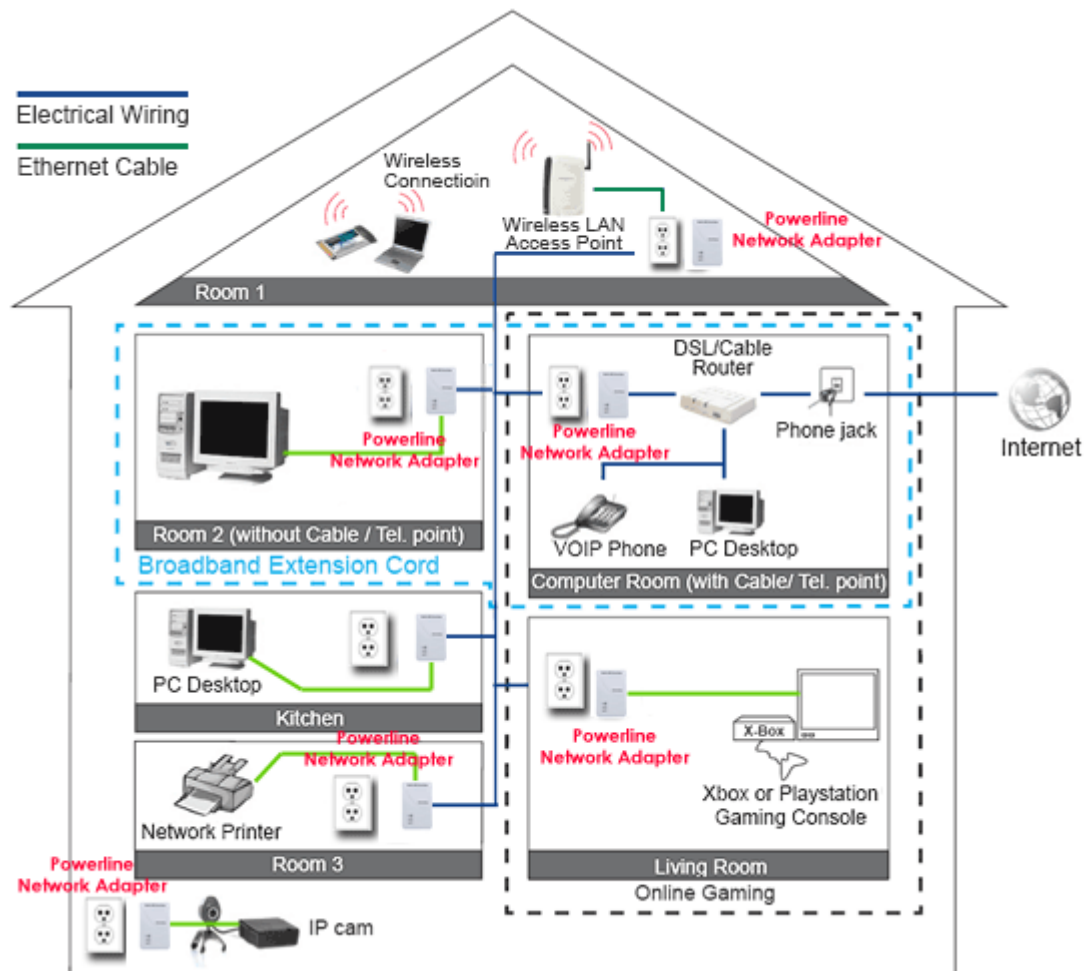 Electrical Wiring
Ethernet Cable
Wireless
Connectioin
Wireless LAN
Access Point
Powerline
Network Adapter
Room 1
Powerline
Network Adapter
Room 2 (without Cable / Tel. point)
Broadband Extension Cord
DSL/Cable
Router
Powerline
Network Adapter
Phone jack
Internet
VOIP Phone
PC Desktop
Computer Room (with Cable/ Tel. point)
PC Desktop
Kitchen
Powerline
Network Adapter
Network Printer
Room 3
Powerline
Network Adapter
X-Box
Xbox or Playstation
Gaming Console
Living Room
Online Gaming
Powerline
Network Adapter
IP cam